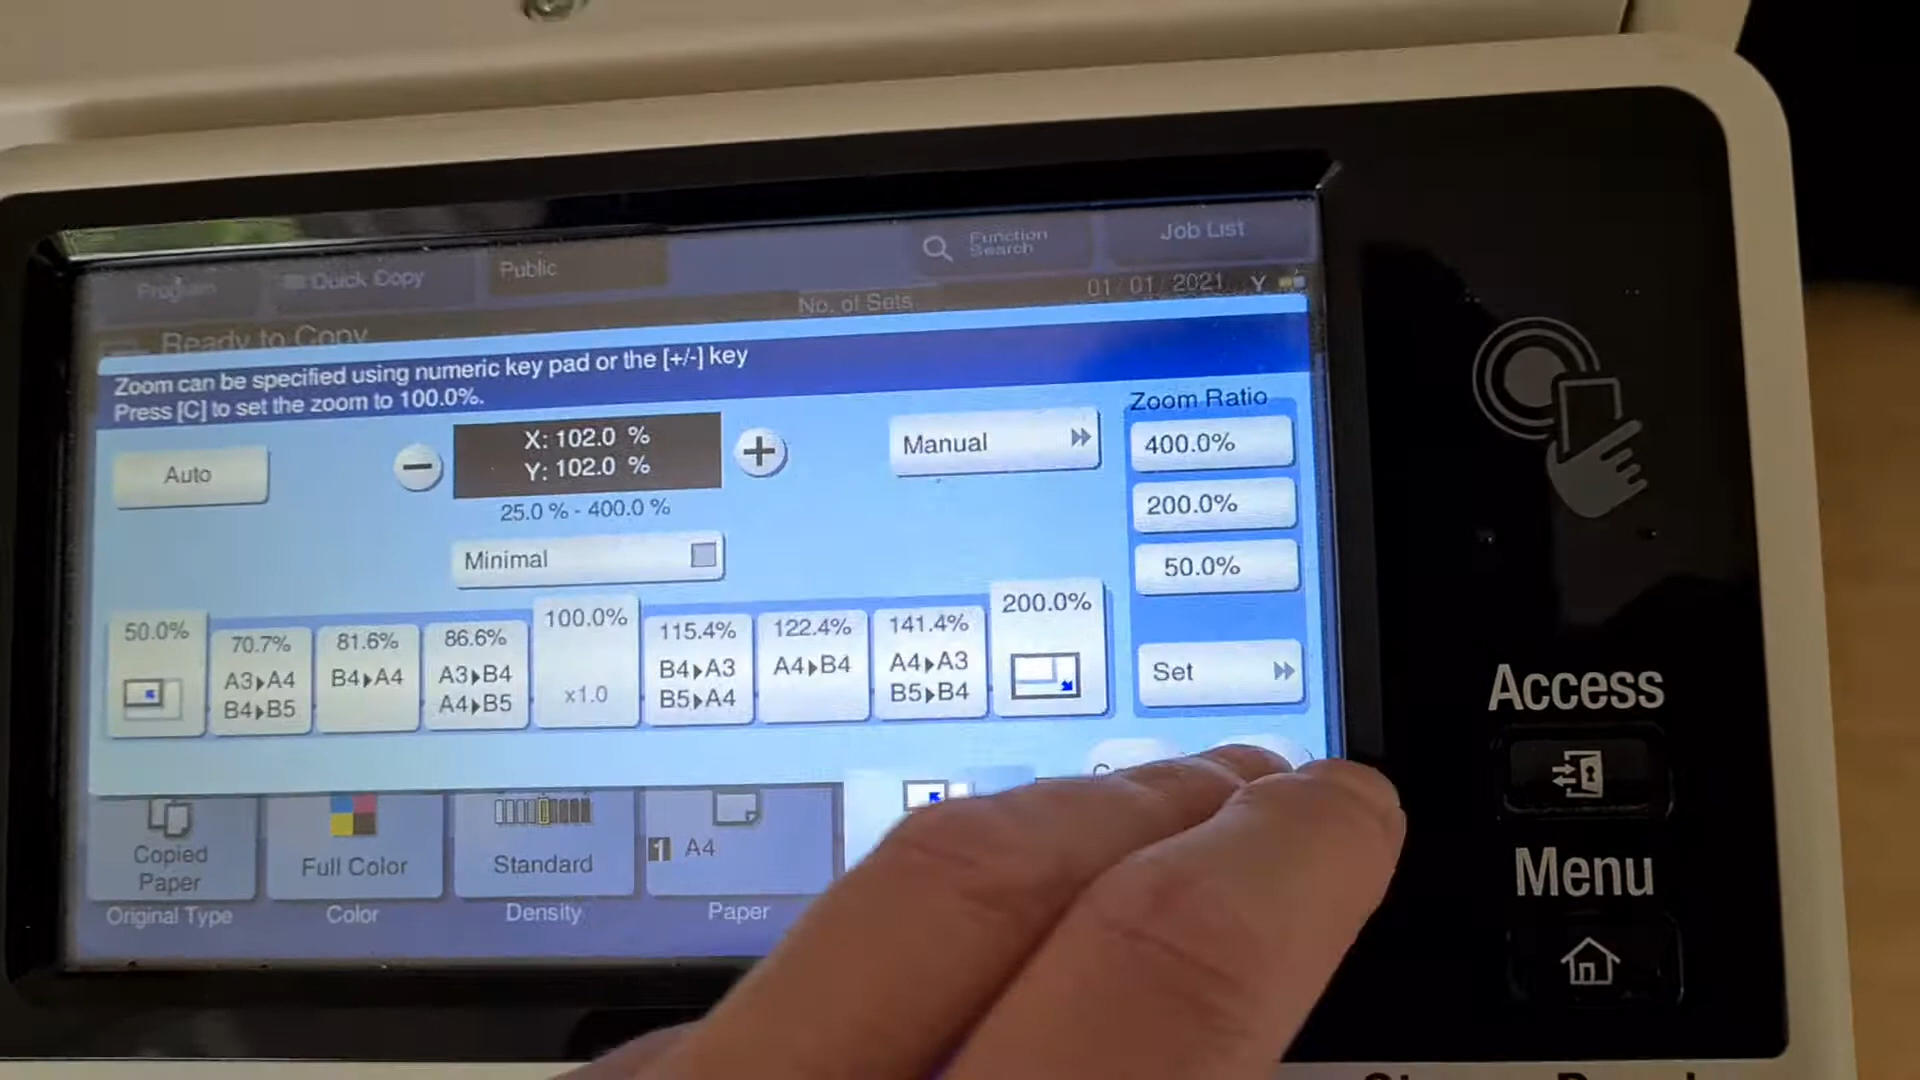 Program
Quick Copy
Public
Function
Search
Job List
01/01/2021 Y
No. of Sets
Ready to Copy
Zoom can be specified using numeric key pad or the [+/-] key
Press [C] to set the zoom to 100.0%.
Auto
X: 102.0 %
Y: 102.0 %
25.0 % - 400.0 %
Manual
Zoom Ratio
400.0%
200.0%
50.0%
Set
Minimal
50.0%
70.7%
A3▸A4
B4▸B5
81.6%
B4▸A4
86.6%
A3▸B4
A4▸B5
100.0%
x1.0
115.4%
B4▸A3
B5▸A4
122.4%
A4▸B4
141.4%
A4▸A3
B5▸B4
200.0%
Copied
Paper
Original Type
Full Color
Color
Standard
Density
1 A4
Paper
Access
Menu